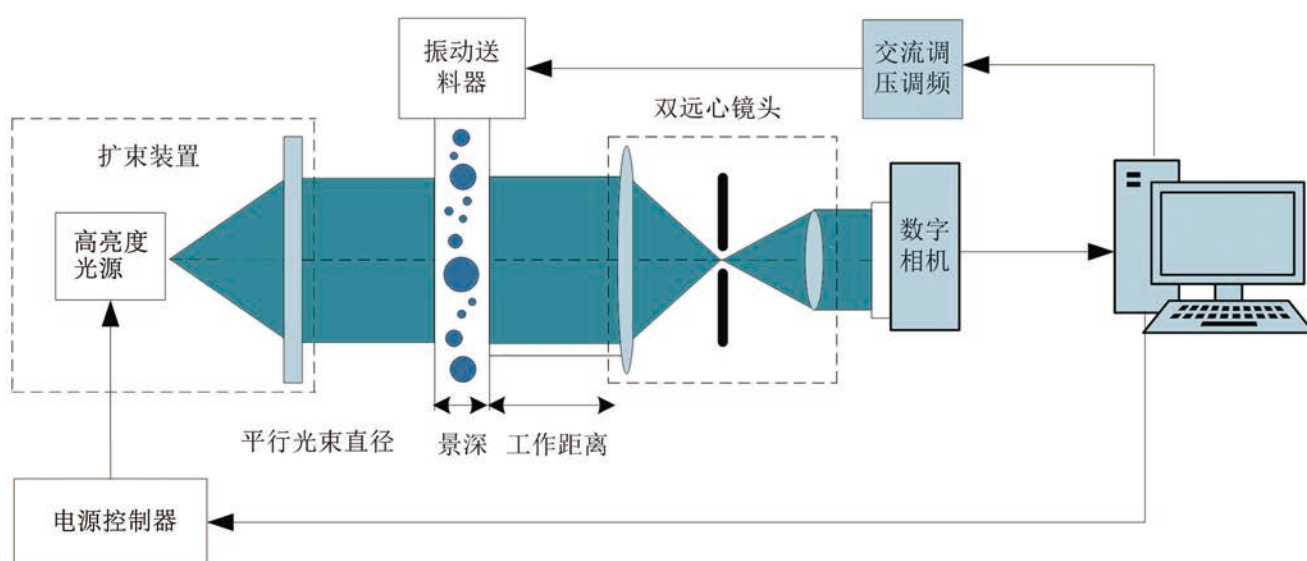 振动送
料器
交流调
压调频
双远心镜头
扩束装置
高亮度
光源
数字
相机
平行光束直径
景深
工作距离
电源控制器